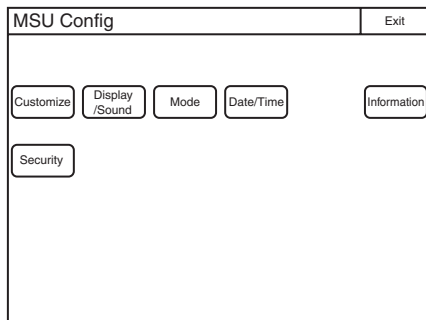 MSU Config
Exit
Customize
Display
/Sound
Mode
Date/Time
Information
Security